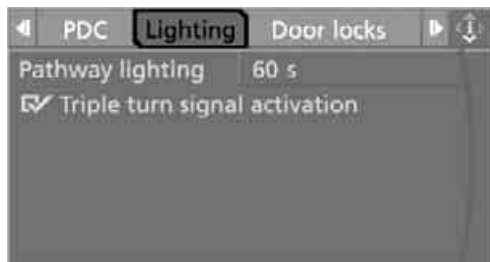 PDC Lighting Door locks
Pathway lighting 60 s
Triple turn signal activation